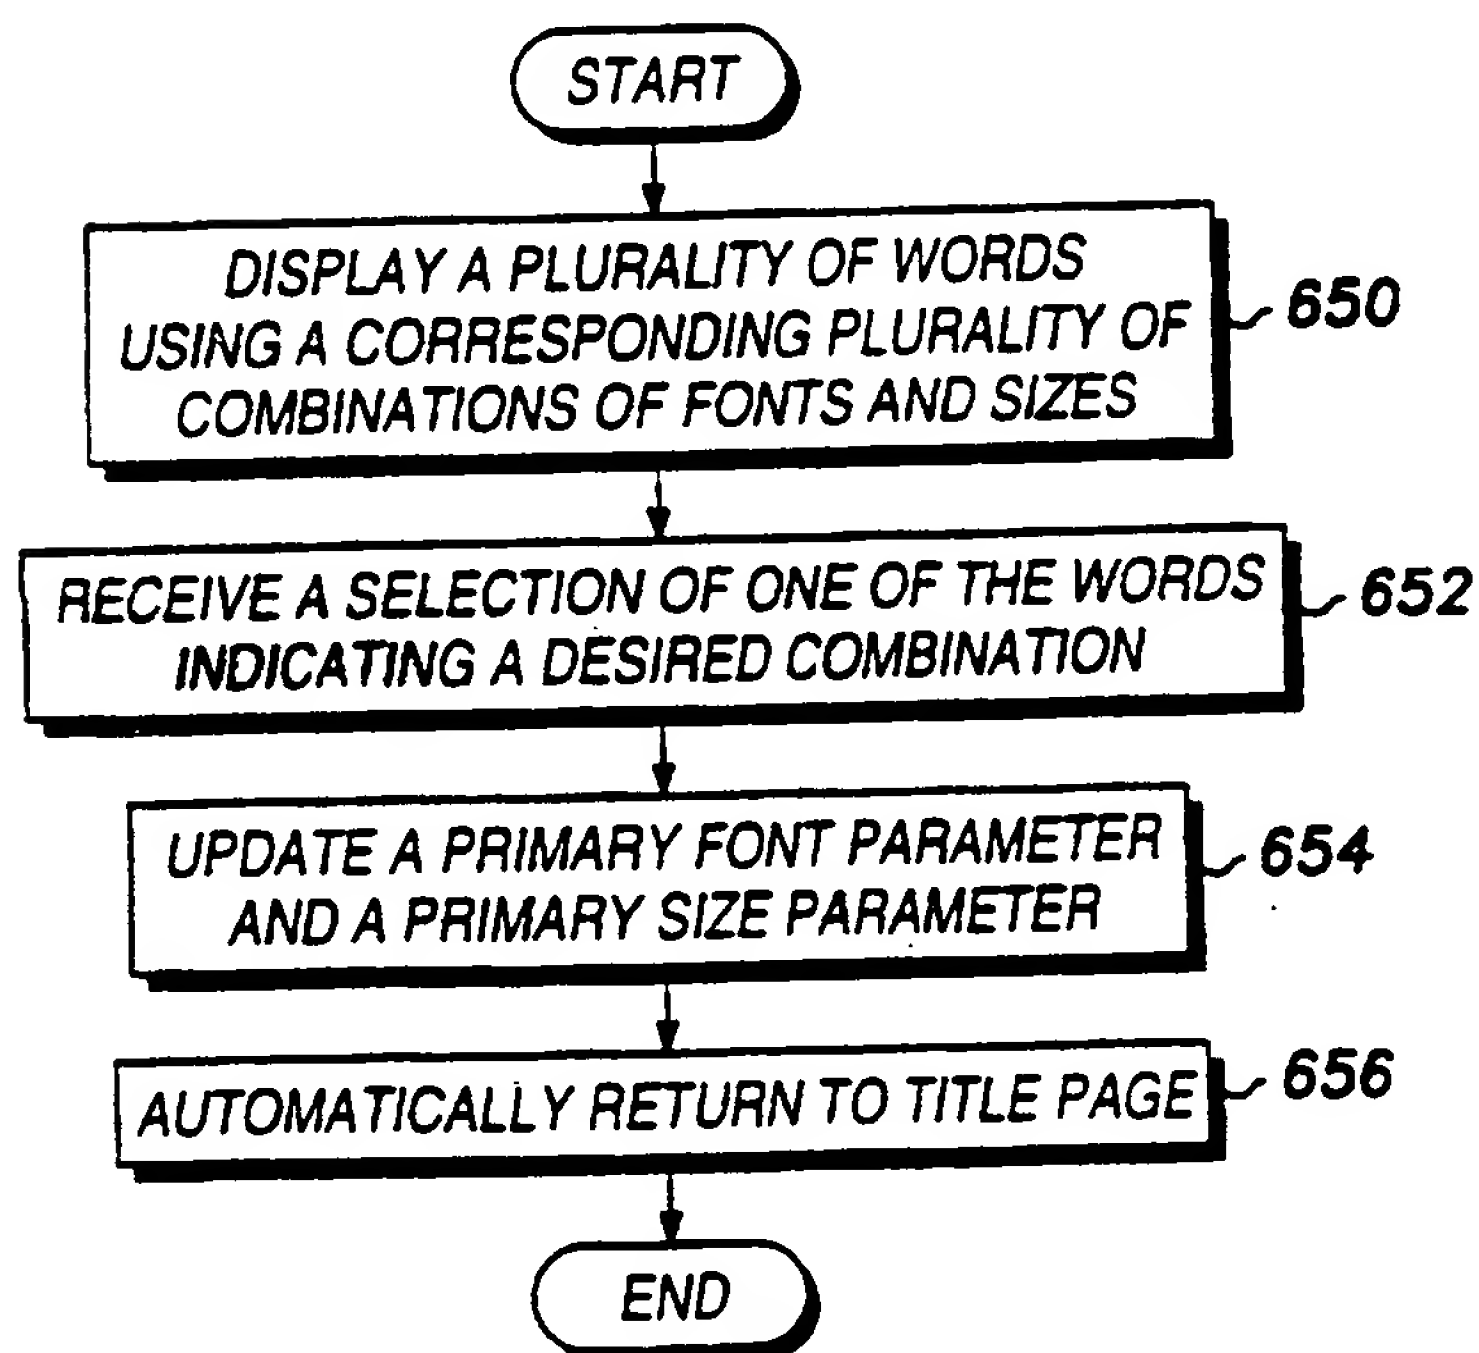 START
DISPLAY A PLURALITY OF WORDS
USING A CORRESPONDING PLURALITY OF
COMBINATIONS OF FONTS AND SIZES
650
RECEIVE A SELECTION OF ONE OF THE WORDS
INDICATING A DESIRED COMBINATION
652
UPDATE A PRIMARY FONT PARAMETER
AND A PRIMARY SIZE PARAMETER
654
AUTOMATICALLY RETURN TO TITLE PAGE
656
END